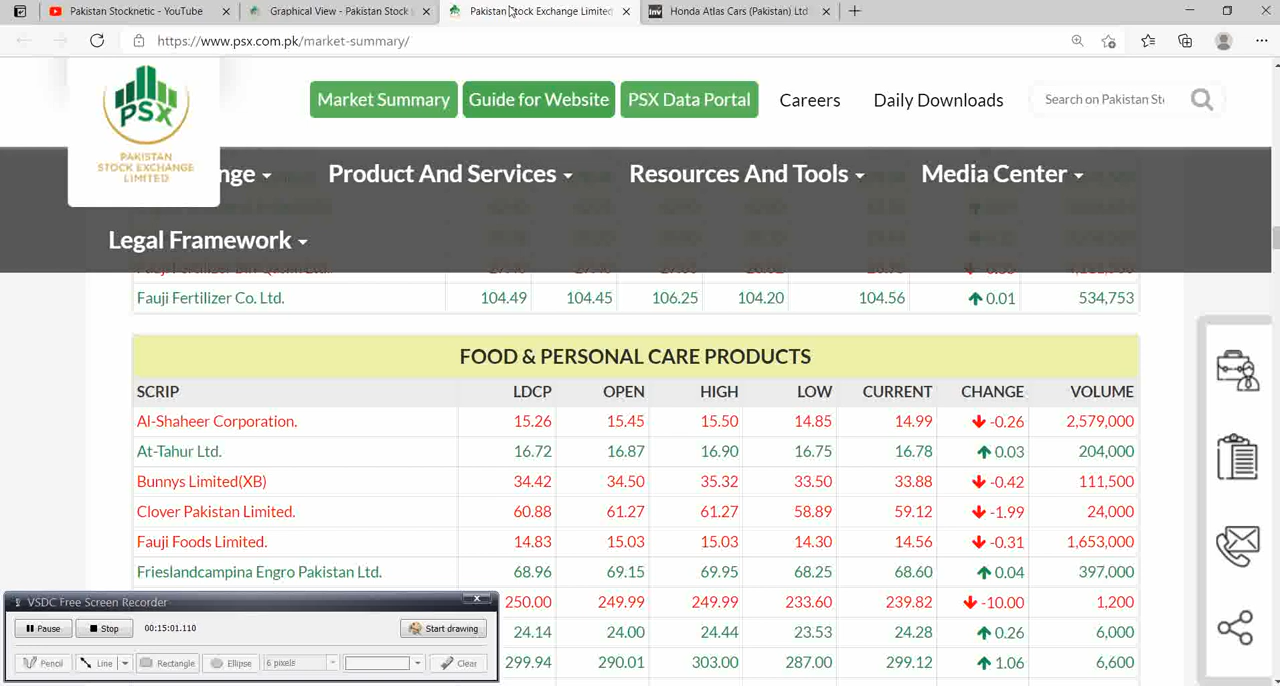 Pakistan Stocknetic - YouTube
Graphical View - Pakistan Stock
Pakistan Stock Exchange Limited
Honda Atlas Cars (Pakistan) Ltd
https://www.psx.com.pk/market-summary/
PSX
PAKISTAN
STOCK EXCHANGE
LIMITED
Market Summary
Guide for Website
PSX Data Portal
Careers
Daily Downloads
Search on Pakistan Sto
nge
Product And Services
Resources And Tools
Media Center
Legal Framework
Fauji Fertilizer Co. Ltd. 104.49 104.45 106.25 104.20 104.56 0.01 534,753
FOOD & PERSONAL CARE PRODUCTS
SCRIP LDCP OPEN HIGH LOW CURRENT CHANGE VOLUME
Al-Shaheer Corporation. 15.26 15.45 15.50 14.85 14.99 -0.26 2,579,000
At-Tahur Ltd. 16.72 16.87 16.90 16.75 16.78 0.03 204,000
Bunnys Limited(XB) 34.42 34.50 35.32 33.50 33.88 -0.42 111,500
Clover Pakistan Limited. 60.88 61.27 61.27 58.89 59.12 -1.99 24,000
Fauji Foods Limited. 14.83 15.03 15.03 14.30 14.56 -0.31 1,653,000
Frieslandcampina Engro Pakistan Ltd. 68.96 69.15 69.95 68.25 68.60 0.04 397,000
250.00 249.99 249.99 233.60 239.82 -10.00 1,200
24.14 24.00 24.44 23.53 24.28 0.26 6,000
299.94 290.01 303.00 287.00 299.12 1.06 6,600
VSDC Free Screen Recorder
Pause Stop 00:15:01.110 Start drawing
Pencil Line Rectangle Ellipse 6 pixels Clear